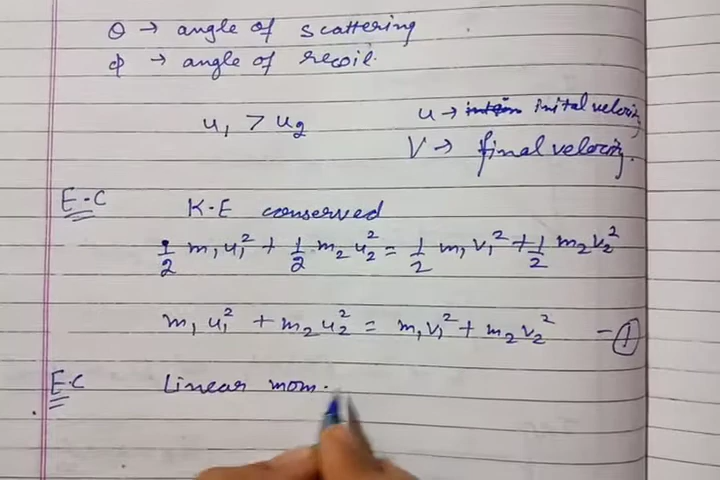 θ → angle of scattering
φ → angle of recoil.
u₁ > u₂
u → inital velocity
V → final velocity.
E.C K.E conserved
½ m₁u₁² + ½ m₂u₂² = ½ m₁v₁² + ½ m₂v₂²
m₁u₁² + m₂u₂² = m₁v₁² + m₂v₂² – ①
E.C Linear mom.